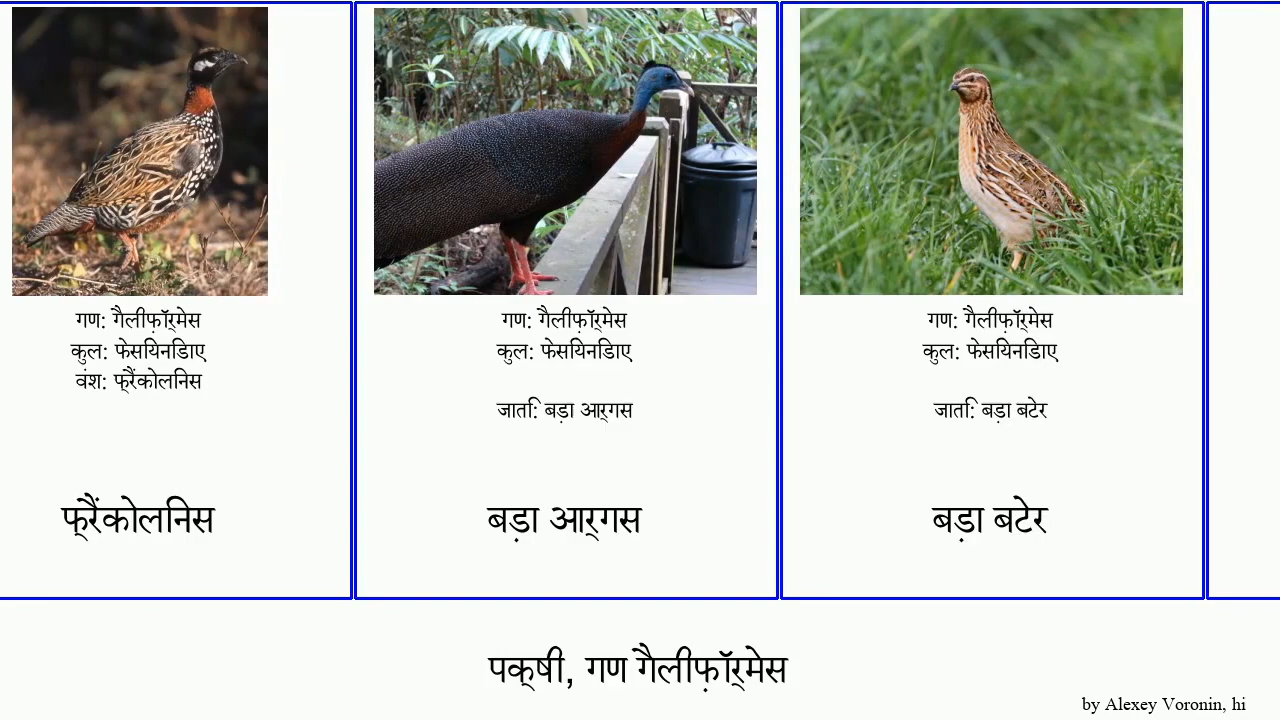 गण: गैलीफ़ॉर्मेस
कुल: फेसयिनडिाए
वंश: फ्रैंकोलनिस
फ्रैंकोलनिस
गण: गैलीफ़ॉर्मेस
कुल: फेसयिनडिाए
जाति: बड़ा आर्गस
बड़ा आर्गस
गण: गैलीफ़ॉर्मेस
कुल: फेसयिनडिाए
जाति: बड़ा बटेर
बड़ा बटेर
पक्षी, गण गैलीफ़ॉर्मेस
by Alexey Voronin, hi